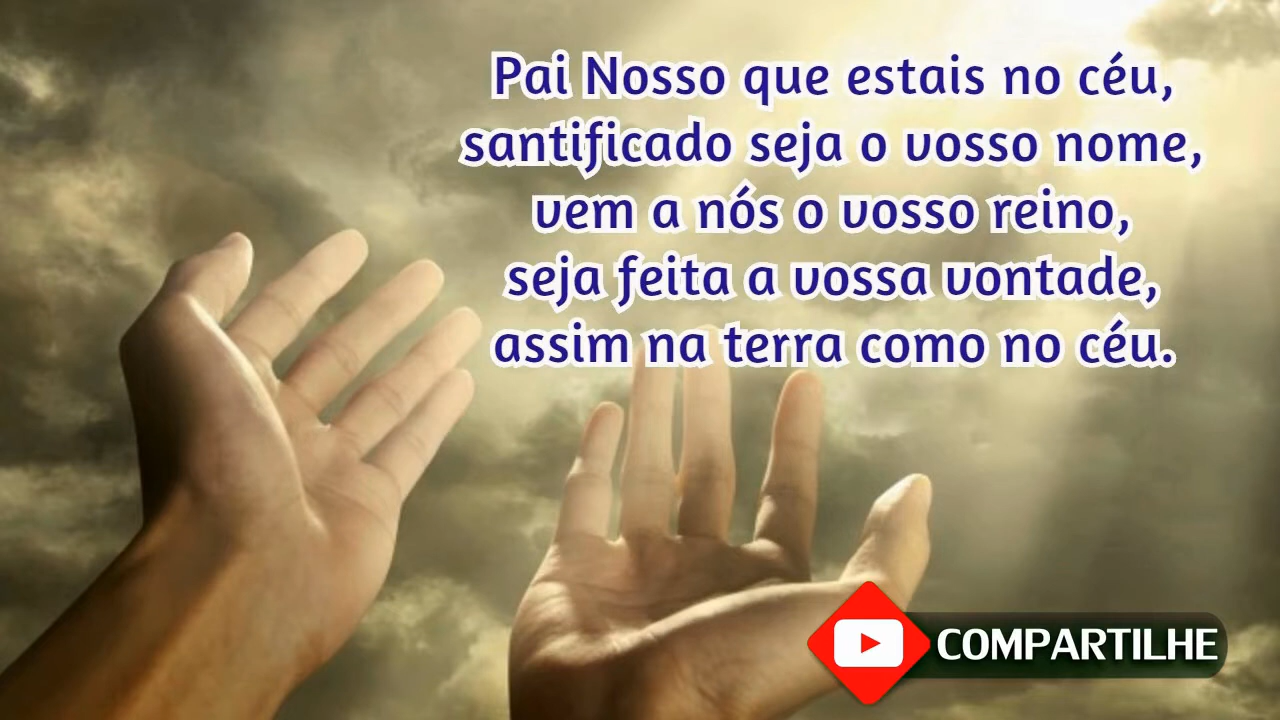 Pai Nosso que estais no céu,
santificado seja o vosso nome,
vem a nós o vosso reino,
seja feita a vossa vontade,
assim na terra como no céu.
COMPARTILHE